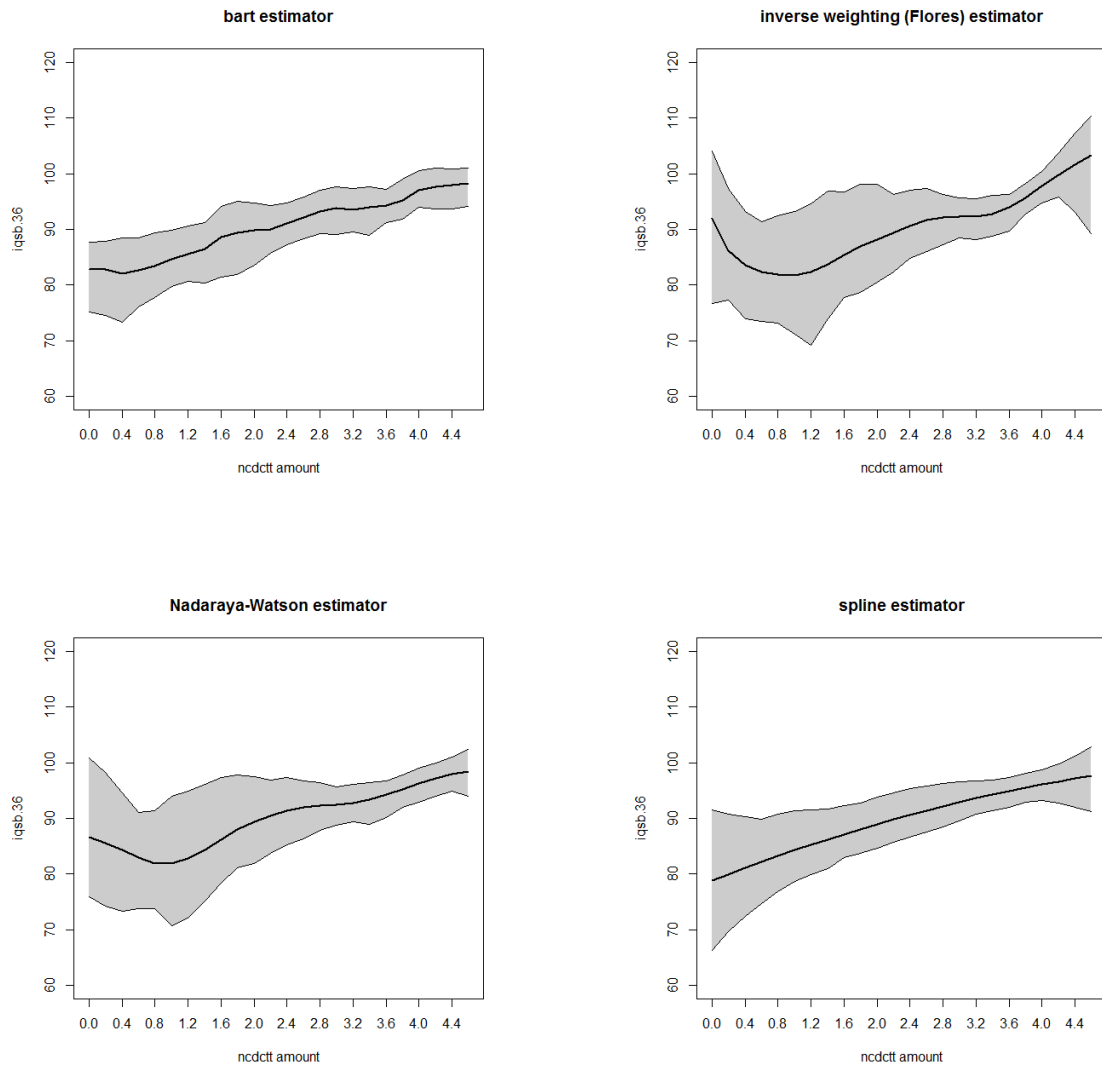 bart estimator
120
110
100
90
80
70
60
iqsb.36
0.0 0.4 0.8 1.2 1.6 2.0 2.4 2.8 3.2 3.6 4.0 4.4
ncdctt amount
inverse weighting (Flores) estimator
120
110
100
90
80
70
60
iqsb.36
0.0 0.4 0.8 1.2 1.6 2.0 2.4 2.8 3.2 3.6 4.0 4.4
ncdctt amount
Nadaraya-Watson estimator
120
110
100
90
80
70
60
iqsb.36
0.0 0.4 0.8 1.2 1.6 2.0 2.4 2.8 3.2 3.6 4.0 4.4
ncdctt amount
spline estimator
120
110
100
90
80
70
60
iqsb.36
0.0 0.4 0.8 1.2 1.6 2.0 2.4 2.8 3.2 3.6 4.0 4.4
ncdctt amount